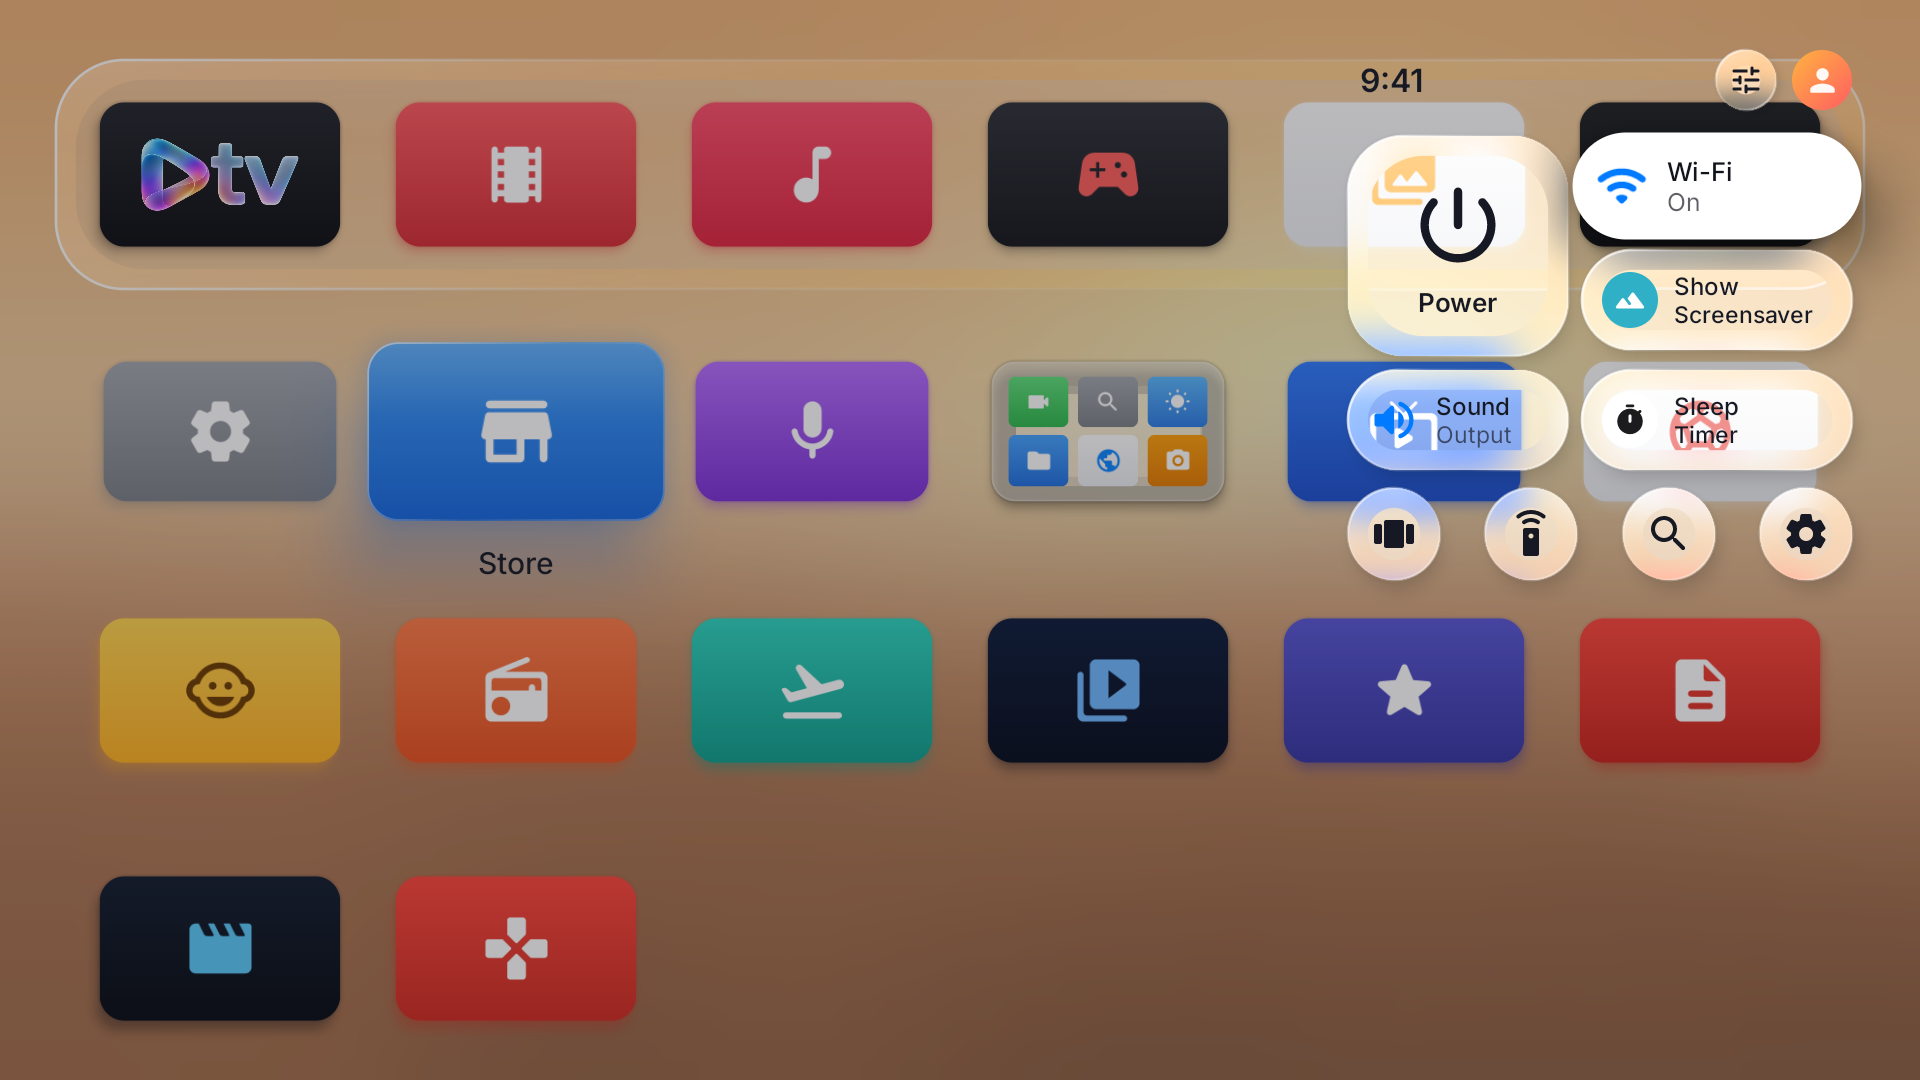 9:41
tv
Wi-Fi
On
Power
Show
Screensaver
Sound
Output
Sleep
Timer
Store